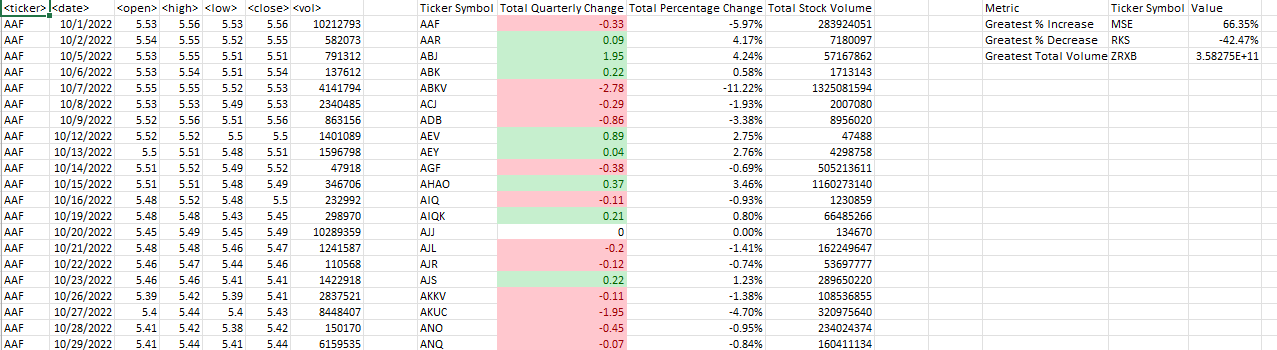 <ticker> <date> <open> <high> <low> <close> <vol> Ticker Symbol Total Quarterly Change Total Percentage Change Total Stock Volume Metric Ticker Symbol Value
AAF 10/1/2022 5.53 5.56 5.53 5.56 10212793 AAF -0.33 -5.97% 283924051 Greatest % Increase MSE 66.35%
AAF 10/2/2022 5.54 5.55 5.52 5.55 582073 AAR 0.09 4.17% 7180097 Greatest % Decrease RKS -42.47%
AAF 10/5/2022 5.53 5.55 5.51 5.51 791312 ABJ 1.95 4.24% 57167862 Greatest Total Volume ZRXB 3.58275E+11
AAF 10/6/2022 5.53 5.54 5.51 5.54 137612 ABK 0.22 0.58% 1713143
AAF 10/7/2022 5.55 5.55 5.52 5.53 4141794 ABKV -2.78 -11.22% 1325081594
AAF 10/8/2022 5.53 5.53 5.49 5.53 2340485 ACJ -0.29 -1.93% 2007080
AAF 10/9/2022 5.52 5.56 5.51 5.56 863156 ADB -0.86 -3.38% 8956020
AAF 10/12/2022 5.52 5.52 5.5 5.5 1401089 AEV 0.89 2.75% 47488
AAF 10/13/2022 5.5 5.51 5.48 5.51 1596798 AEY 0.04 2.76% 4298758
AAF 10/14/2022 5.51 5.52 5.49 5.52 47918 AGF -0.38 -0.69% 505213611
AAF 10/15/2022 5.51 5.51 5.48 5.49 346706 AHAO 0.37 3.46% 1160273140
AAF 10/16/2022 5.48 5.52 5.48 5.5 232992 AIQ -0.11 -0.93% 1230859
AAF 10/19/2022 5.48 5.48 5.43 5.45 298970 AIQK 0.21 0.80% 66485266
AAF 10/20/2022 5.45 5.49 5.45 5.49 10289359 AJJ 0 0.00% 134670
AAF 10/21/2022 5.48 5.48 5.46 5.47 1241587 AJL -0.2 -1.41% 162249647
AAF 10/22/2022 5.46 5.47 5.44 5.46 110568 AJR -0.12 -0.74% 53697777
AAF 10/23/2022 5.46 5.46 5.41 5.41 1422918 AJS 0.22 1.23% 289650220
AAF 10/26/2022 5.39 5.42 5.39 5.41 2837521 AKKV -0.11 -1.38% 108536855
AAF 10/27/2022 5.4 5.44 5.4 5.43 8448407 AKUC -1.95 -4.70% 320975640
AAF 10/28/2022 5.41 5.42 5.38 5.42 150170 ANO -0.45 -0.95% 234024374
AAF 10/29/2022 5.41 5.44 5.41 5.44 6159535 ANQ -0.07 -0.84% 160411134